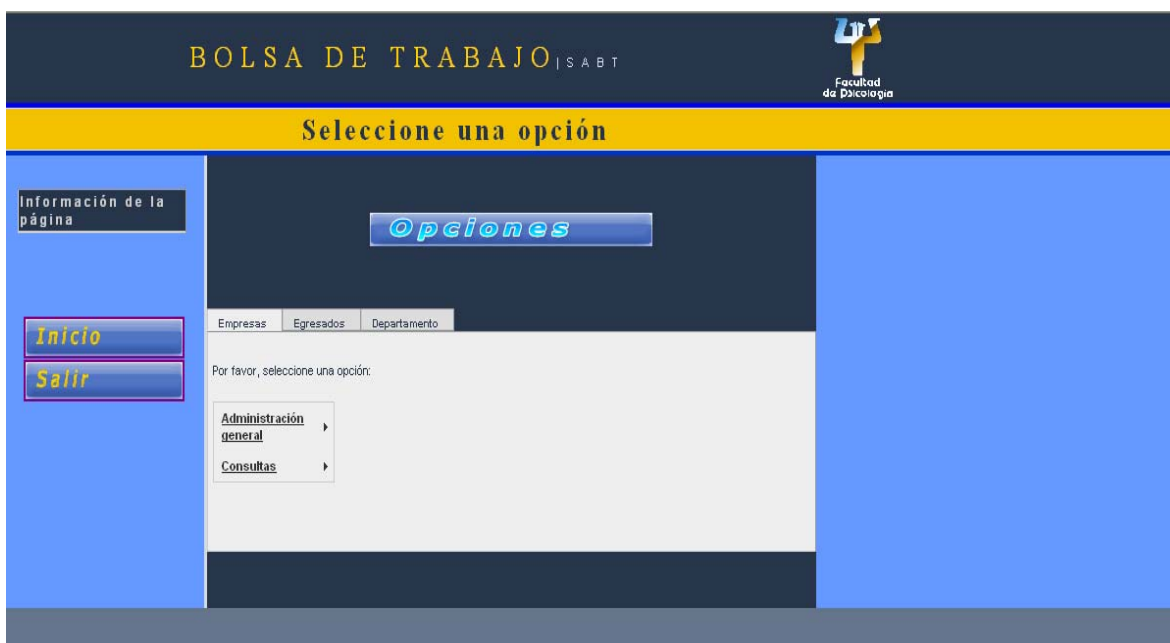 BOLSA DE TRABAJO|SABT
Facultad
de Psicología
Seleccione una opción
Información de la
página
Opciones
Inicio
Salir
Empresas Egresados Departamento
Por favor, seleccione una opción:
Administración
general
Consultas